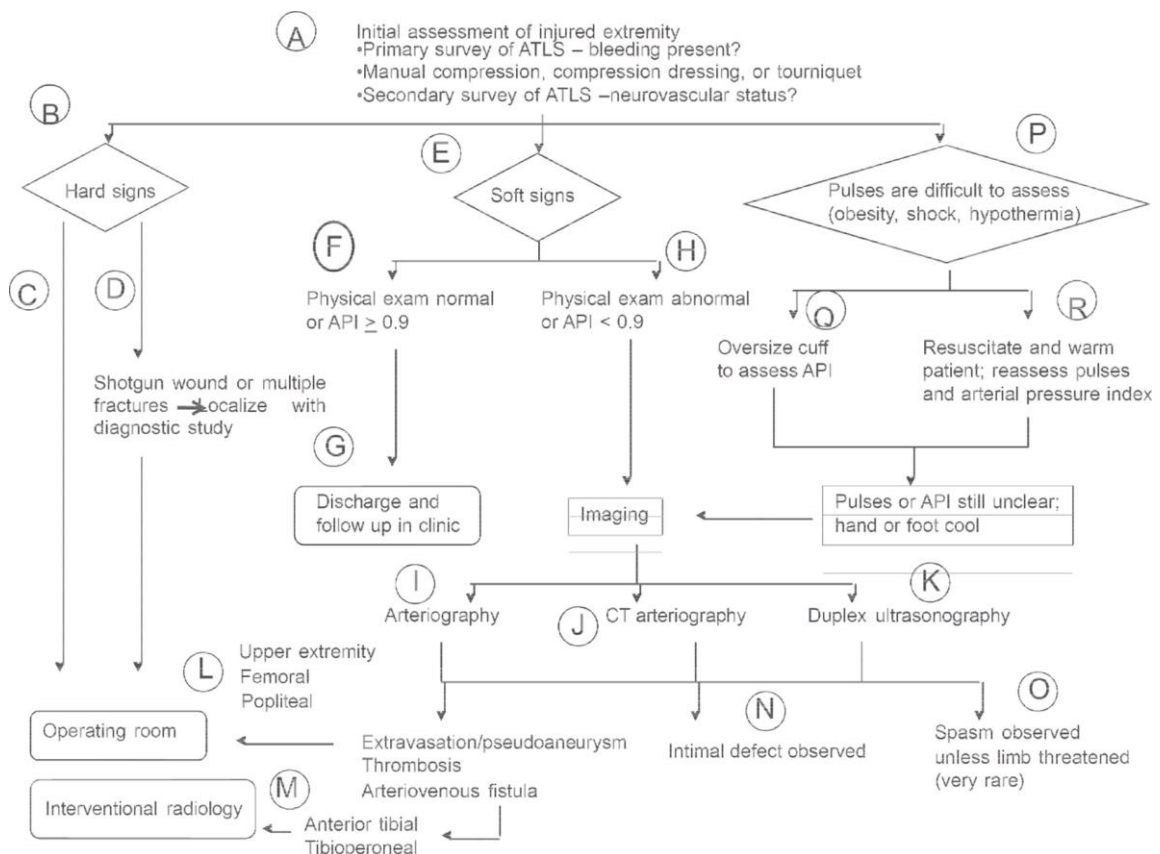 A
Initial assessment of injured extremity
•Primary survey of ATLS – bleeding present?
•Manual compression, compression dressing, or tourniquet
•Secondary survey of ATLS –neurovascular status?
B
Hard signs
E
Soft signs
P
Pulses are difficult to assess
(obesity, shock, hypothermia)
C
D
F
H
Physical exam normal
or API ≥ 0.9
Physical exam abnormal
or API < 0.9
Q
Oversize cuff
to assess API
R
Resuscitate and warm
patient; reassess pulses
and arterial pressure index
Shotgun wound or multiple
fractures → Localize with
diagnostic study
G
Discharge and
follow up in clinic
Imaging
Pulses or API still unclear;
hand or foot cool
I
Arteriography
J
CT arteriography
K
Duplex ultrasonography
L
Upper extremity
Femoral
Popliteal
Operating room
Extravasation/pseudoaneurysm
Thrombosis
Arteriovenous fistula
N
Intimal defect observed
O
Spasm observed
unless limb threatened
(very rare)
M
Interventional radiology
Anterior tibial
Tibioperoneal